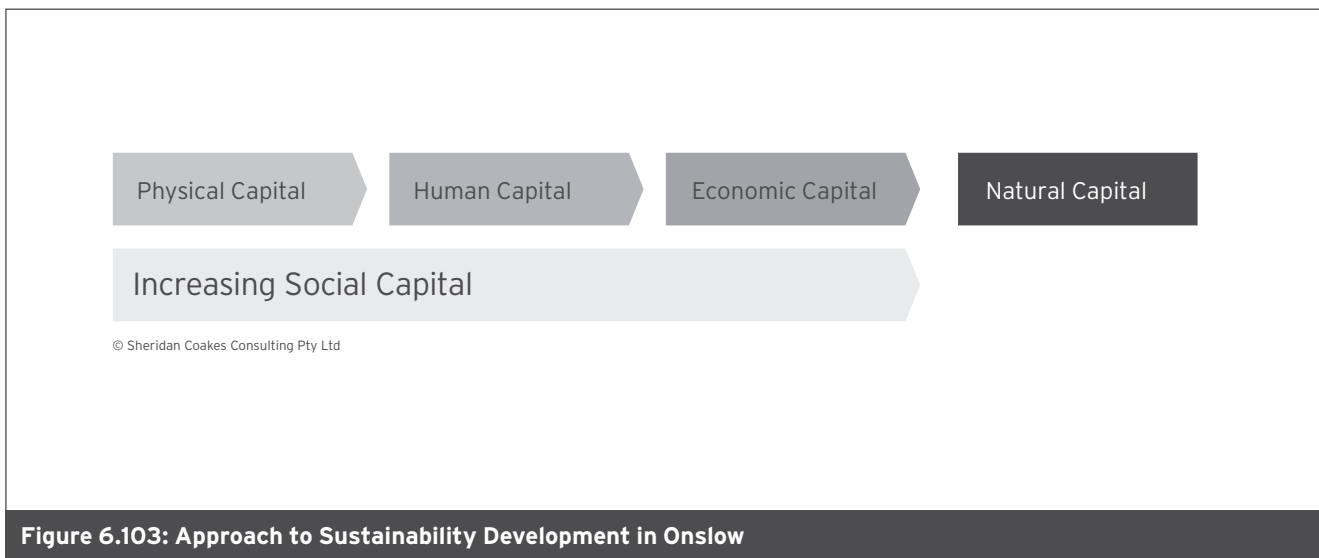 Physical Capital
Human Capital
Economic Capital
Natural Capital
Increasing Social Capital
© Sheridan Coakes Consulting Pty Ltd
Figure 6.103: Approach to Sustainability Development in Onslow